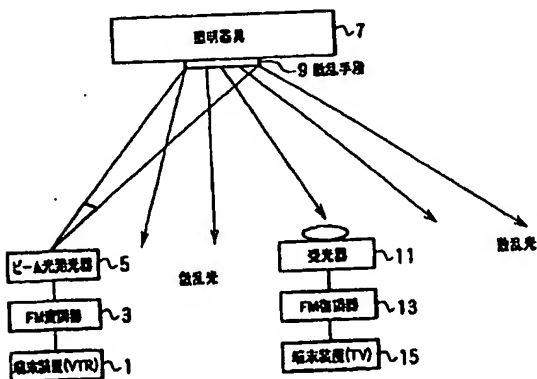 照明器具 7
9 散乱手段
ビーム光発光器 5
散乱光
受光器 11
散乱光
FM変調器 3
FM復調器 13
端末装置(VTR) 1
端末装置(TV) 15